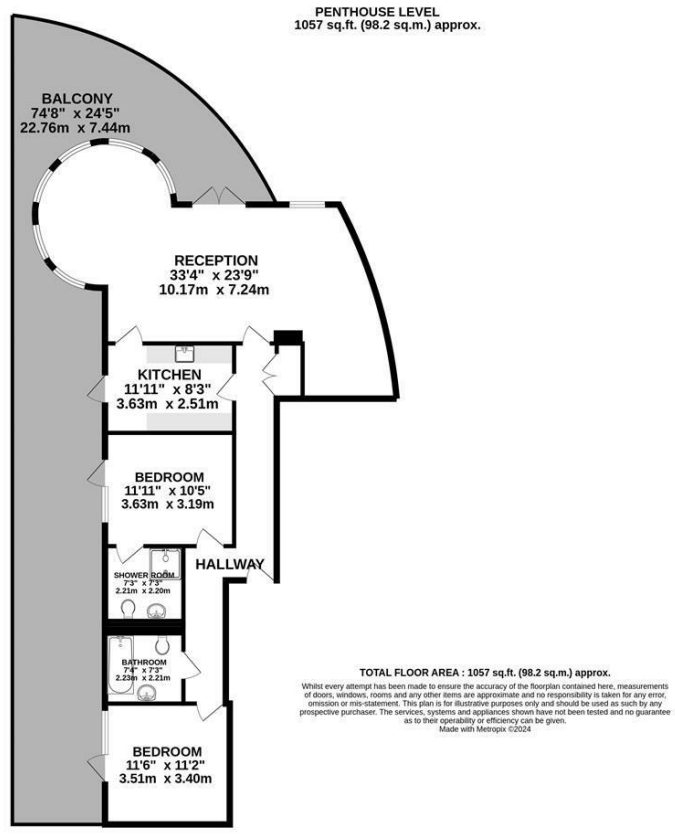 PENTHOUSE LEVEL
1057 sq.ft. (98.2 sq.m.) approx.
BALCONY
74'8" x 24'5"
22.76m x 7.44m
RECEPTION
33'4" x 23'9"
10.17m x 7.24m
KITCHEN
11'11" x 8'3"
3.63m x 2.51m
BEDROOM
11'11" x 10'5"
3.63m x 3.19m
HALLWAY
SHOWER ROOM
7'3" x 7'3"
2.21m x 2.20m
BATHROOM
7'4" x 7'3"
2.23m x 2.21m
BEDROOM
11'6" x 11'2"
3.51m x 3.40m
TOTAL FLOOR AREA : 1057 sq.ft. (98.2 sq.m.) approx.
Whilst every attempt has been made to ensure the accuracy of the floorplan contained here, measurements
of doors, windows, rooms and any other items are approximate and no responsibility is taken for any error,
omission or mis-statement. This plan is for illustrative purposes only and should be used as such by any
prospective purchaser. The services, systems and appliances shown have not been tested and no guarantee
as to their operability or efficiency can be given.
Made with Metropix ©2024